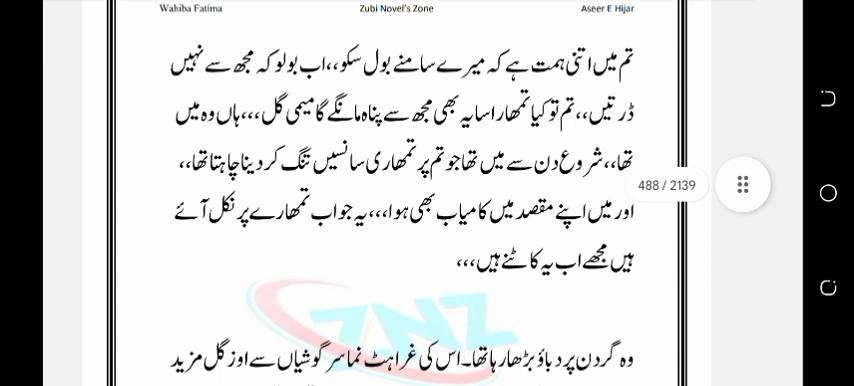 Wahiba Fatima Zubi Novel's Zone Aseer E Hijar
تم میں اتنی ہمت ہے کہ میرے سامنے بول سکو،،اب بولو کہ مجھ سے نہیں
ڈرتیں،،تم تو کیا تمھارا سایہ بھی مجھ سے پناہ مانگے گا میمی گل،،،ہاں وہ میں
تھا،،شروع دن سے میں تھا جو تم پر تمھاری سانسیں تنگ کر دینا چاہتا تھا،،
488 / 2139
اور میں اپنے مقصد میں کامیاب بھی ہوا،،،یہ جو اب تمھارے پر نکل آئے
ہیں مجھے اب یہ کاٹنے ہیں،،،
ZNZ
وہ گردن پر دباؤ بڑھا رہا تھا۔اس کی غراہٹ نما سرگوشیاں سے اوز گل مزید